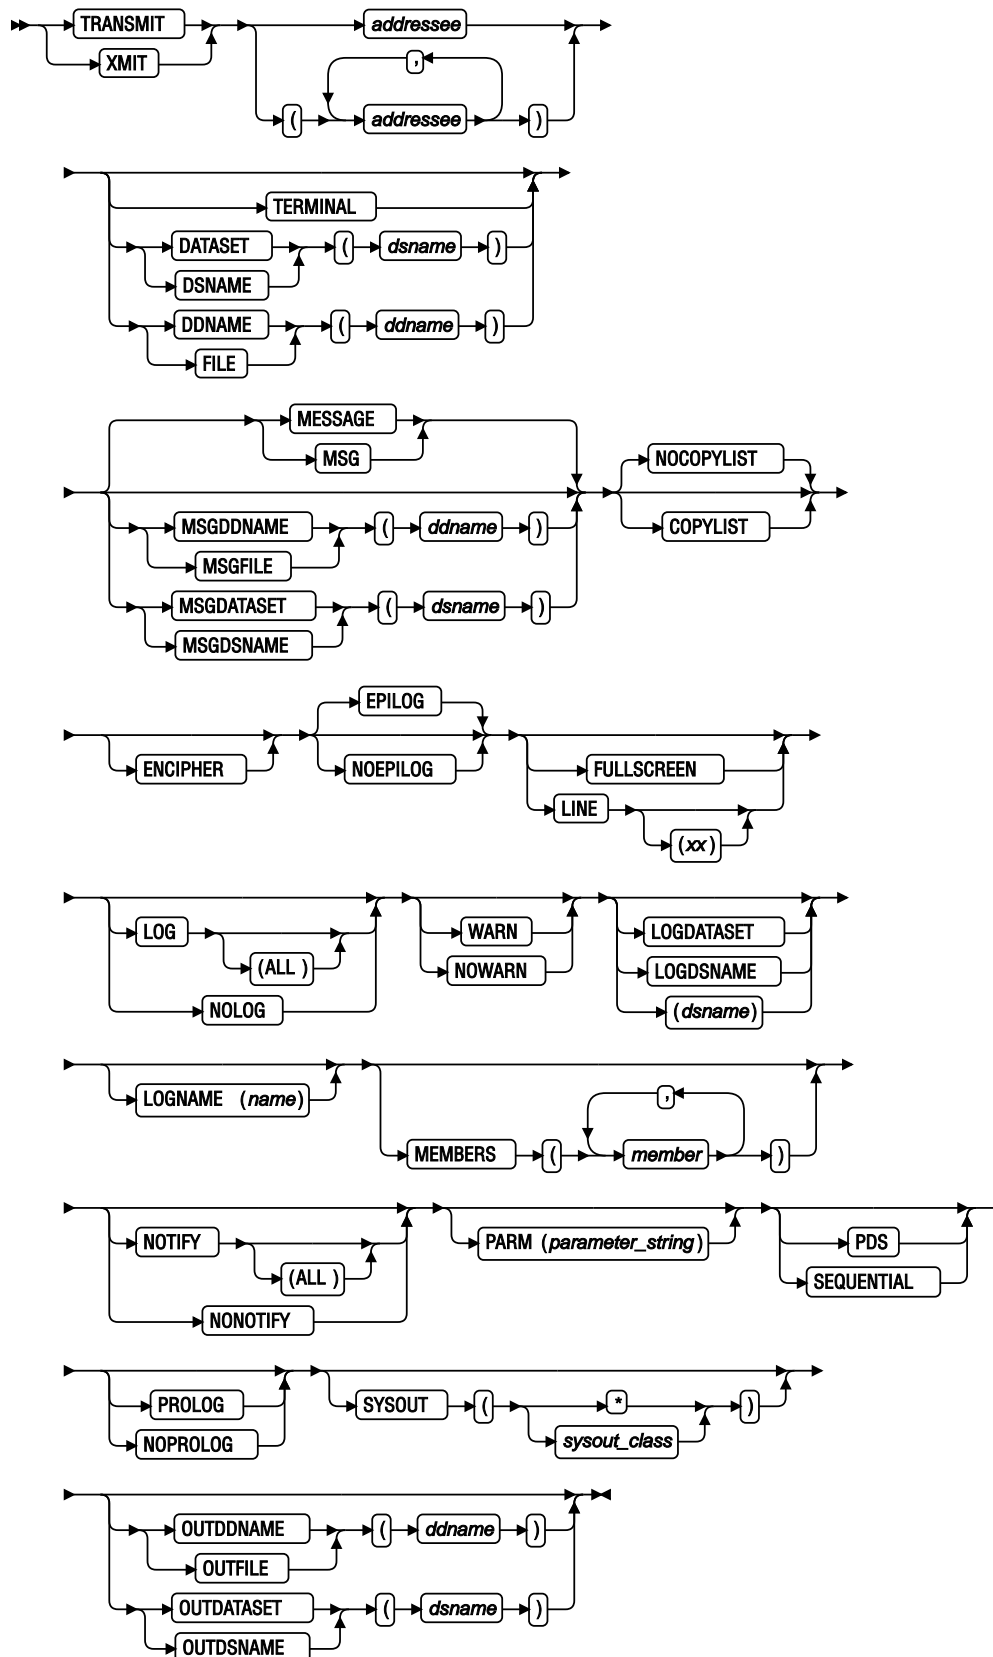 TRANSMIT addressee
XMIT ,
( addressee )
TERMINAL
DATASET ( dsname )
DSNAME
DDNAME ( ddname )
FILE
MESSAGE
MSG NOCOPYLIST
MSGDDNAME ( ddname ) COPYLIST
MSGFILE
MSGDATASET ( dsname )
MSGDSNAME
EPILOG
ENCIPHER NOEPILOG FULLSCREEN
LINE
(xx)
LOG WARN LOGDATASET
(ALL ) NOWARN LOGDSNAME
NOLOG (dsname)
LOGNAME (name) ,
MEMBERS ( member )
NOTIFY PARM (parameter_string) PDS
(ALL ) SEQUENTIAL
NONOTIFY
PROLOG SYSOUT ( * )
NOPROLOG sysout_class
OUTDDNAME ( ddname )
OUTFILE
OUTDATASET ( dsname )
OUTDSNAME